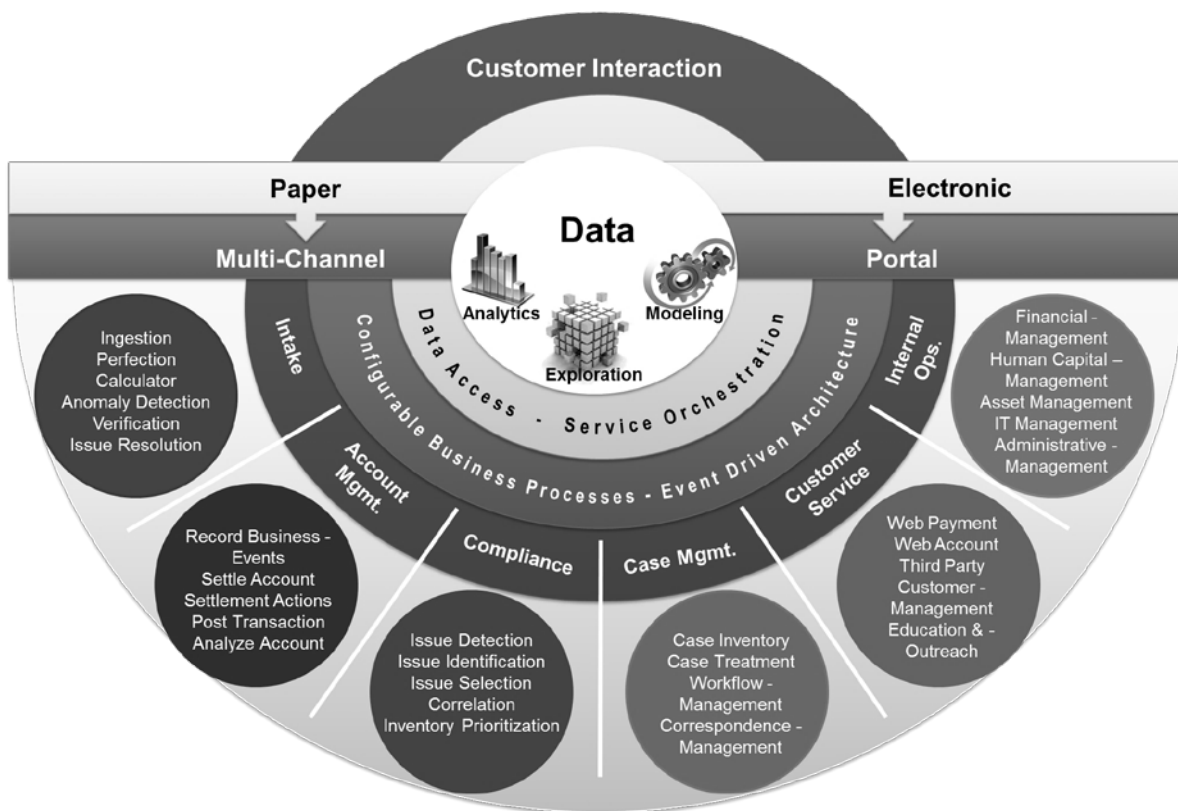 Customer Interaction
Paper
Electronic
Multi-Channel
Portal
Data
Analytics
Modeling
Exploration
Data Access - Service Orchestration
Configurable Business Processes - Event Driven Architecture
Intake
Account
Mgmt.
Compliance
Case Mgmt.
Customer
Service
Internal
Ops.
Ingestion
Perfection
Calculator
Anomaly Detection
Verification
Issue Resolution
Record Business -
Events
Settle Account
Settlement Actions
Post Transaction
Analyze Account
Issue Detection
Issue Identification
Issue Selection
Correlation
Inventory Prioritization
Case Inventory
Case Treatment
Workflow -
Management
Correspondence -
Management
Web Payment
Web Account
Third Party
Customer -
Management
Education & -
Outreach
Financial -
Management
Human Capital –
Management
Asset Management
IT Management
Administrative -
Management